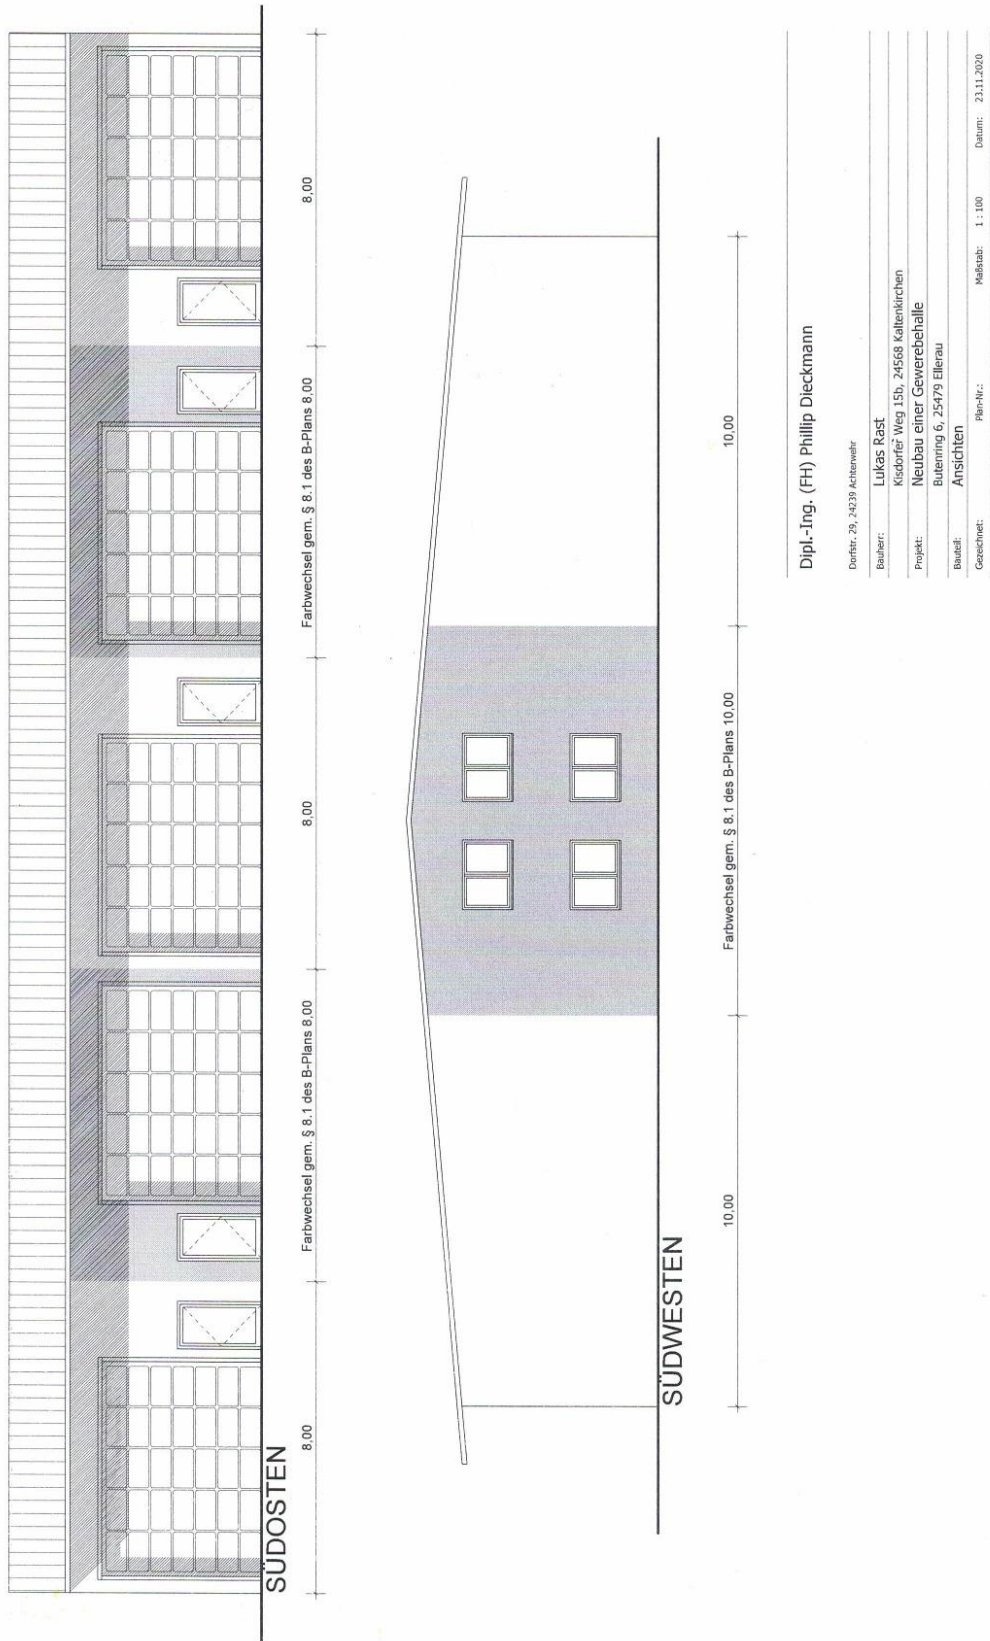 8,00
Farbwechsel gem. § 8.1 des B-Plans 8,00
8,00
Farbwechsel gem. § 8.1 des B-Plans 8,00
8,00
SÜDOSTEN
10,00
Farbwechsel gem. § 8.1 des B-Plans 10,00
10,00
SÜDWESTEN
Dipl.-Ing. (FH) Phillip Dieckmann
Dorfstr. 29, 24239 Achterwehr
Bauherr: Lukas Rast
Kisdorfer Weg 15b, 24568 Kaltenkirchen
Projekt: Neubau einer Gewerebehalle
Butenring 6, 25479 Ellerau
Bauteil: Ansichten
Gezeichnet: Plan-Nr.: Maßstab: 1 : 100 Datum: 23.11.2020